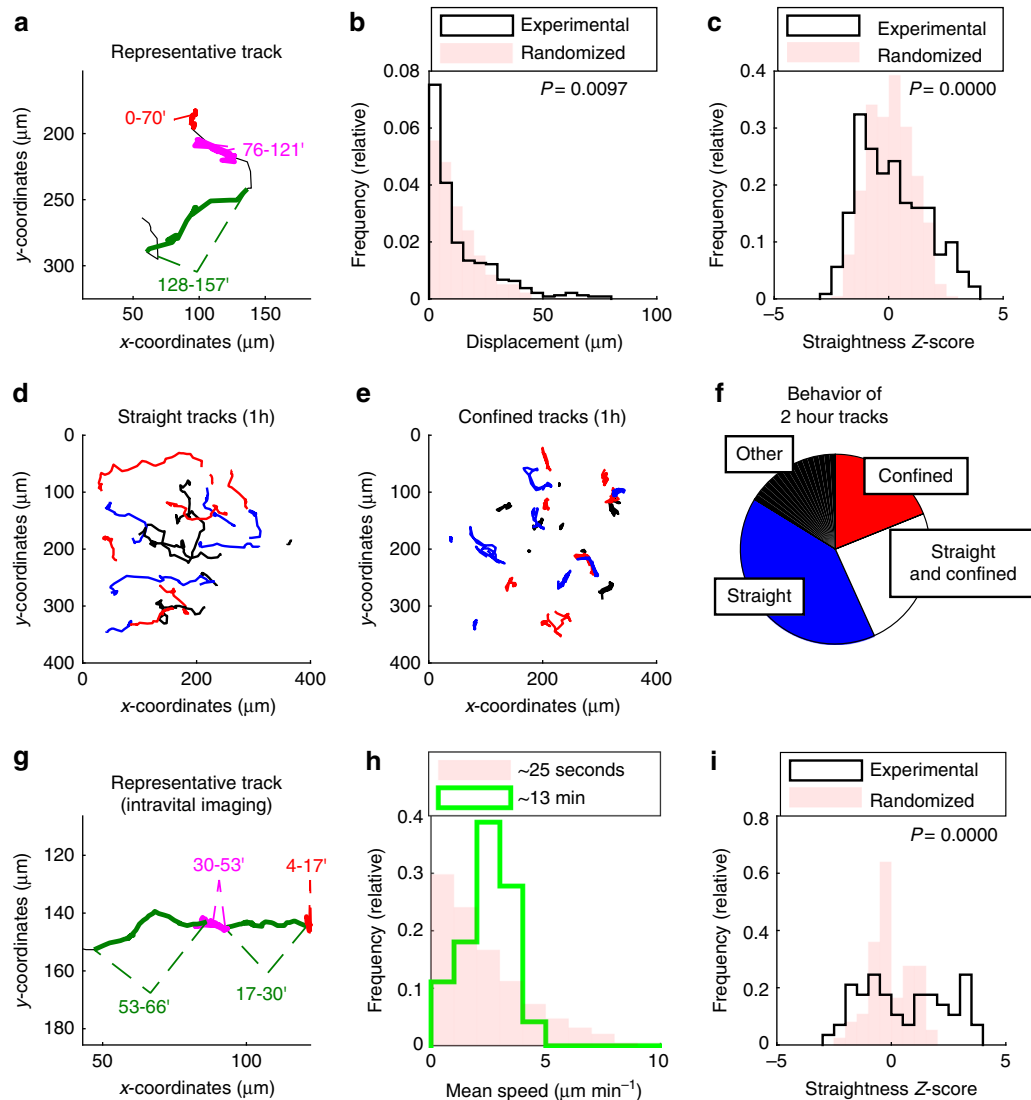 a
Representative track
200
250
300
y-coordinates (μm)
0-70'
76-121'
128-157'
50
100
150
x-coordinates (μm)
b
Experimental
Randomized
P = 0.0097
0.08
0.06
0.04
0.02
0
Frequency (relative)
0
50
100
Displacement (μm)
c
Experimental
Randomized
P = 0.0000
0.4
0.3
0.2
0.1
0
Frequency (relative)
−5
0
5
Straightness Z-score
d
Straight tracks (1h)
0
100
200
300
400
y-coordinates (μm)
0
200
400
x-coordinates (μm)
e
Confined tracks (1h)
0
100
200
300
400
y-coordinates (μm)
0
200
400
x-coordinates (μm)
f
Behavior of
2 hour tracks
Other
Confined
Straight
and confined
Straight
g
Representative track
(intravital imaging)
120
140
160
180
y-coordinates (μm)
30-53'
4-17'
53-66'
17-30'
50
100
x-coordinates (μm)
h
~25 seconds
~13 min
0.4
0.3
0.2
0.1
0
Frequency (relative)
0
5
10
Mean speed (μm min⁻¹)
i
Experimental
Randomized
P = 0.0000
0.8
0.6
0.4
0.2
0
Frequency (relative)
−5
0
5
Straightness Z-score